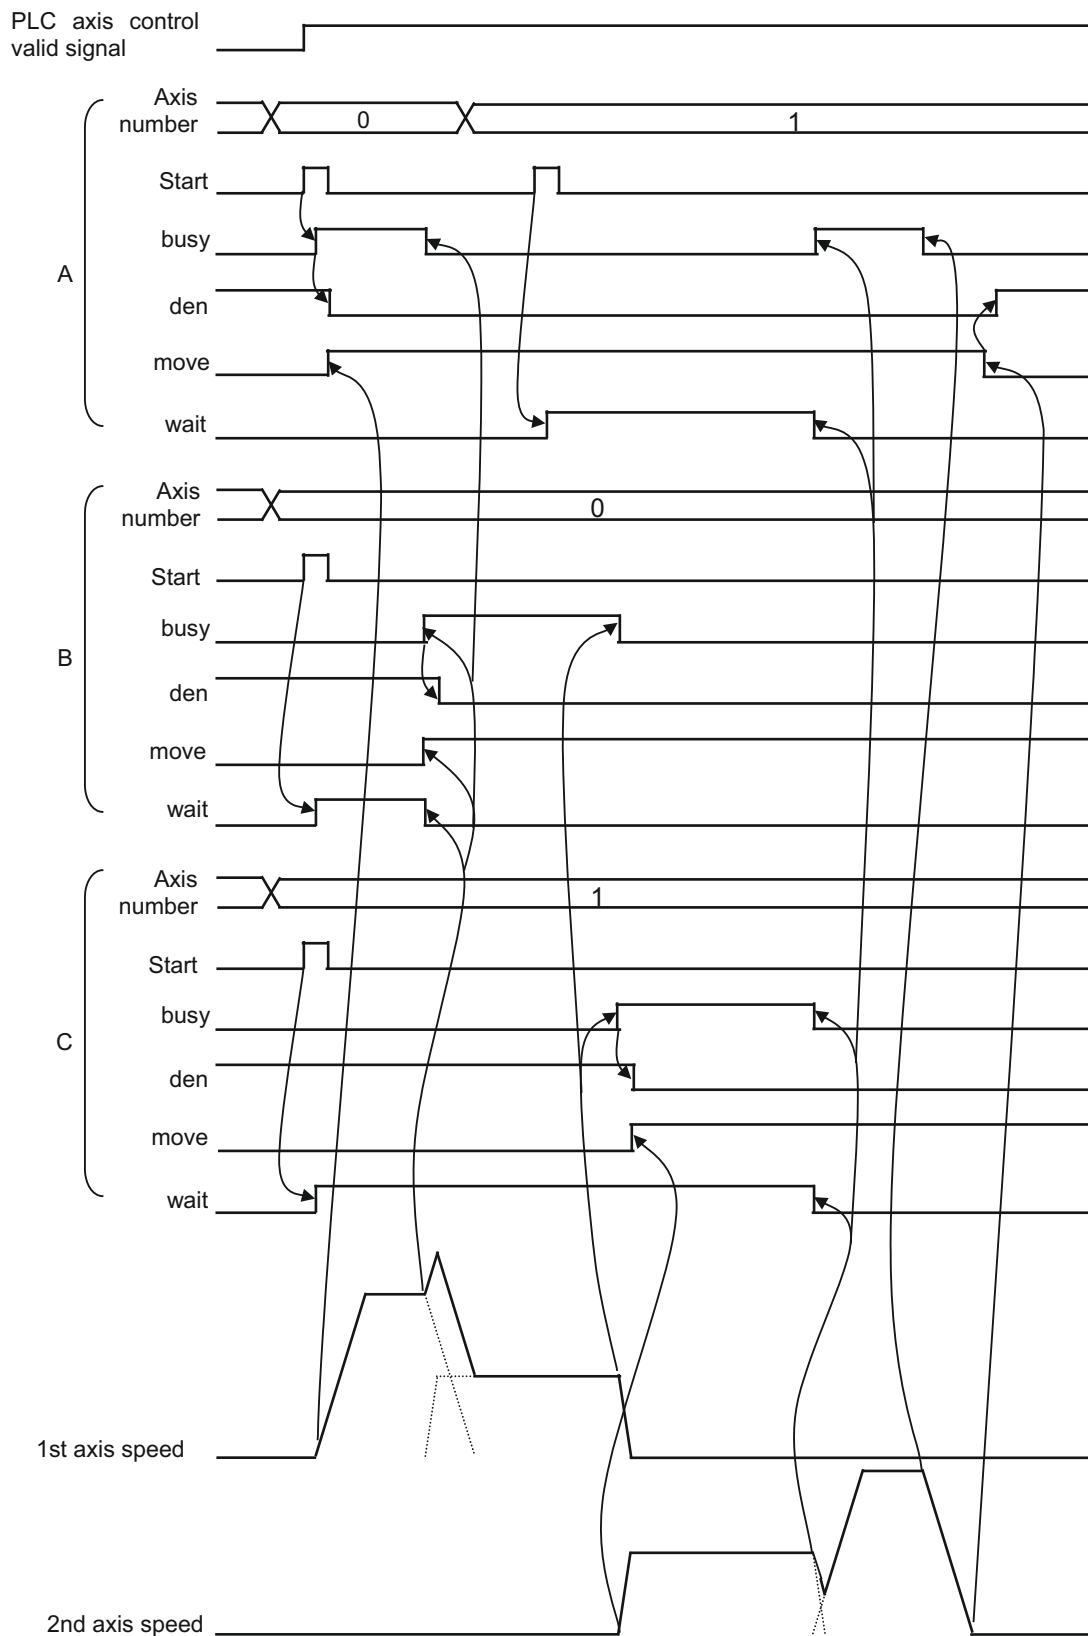 PLC axis control
valid signal
Axis
number
0
1
Start
busy
A
den
move
wait
Axis
number
0
Start
busy
B
den
move
wait
Axis
number
1
Start
busy
C
den
move
wait
1st axis speed
2nd axis speed